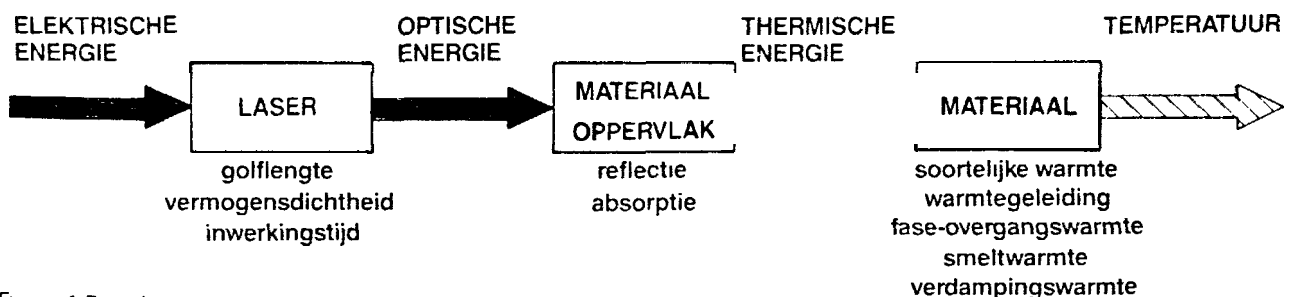 ELEKTRISCHE
ENERGIE
OPTISCHE
ENERGIE
THERMISCHE
ENERGIE
TEMPERATUUR
LASER
MATERIAAL
OPPERVLAK
MATERIAAL
golflengte
vermogensdichtheid
inwerkingstijd
reflectie
absorptie
soortelijke warmte
warmtegeleiding
fase-overgangswarmte
smeltwarmte
verdampingswarmte